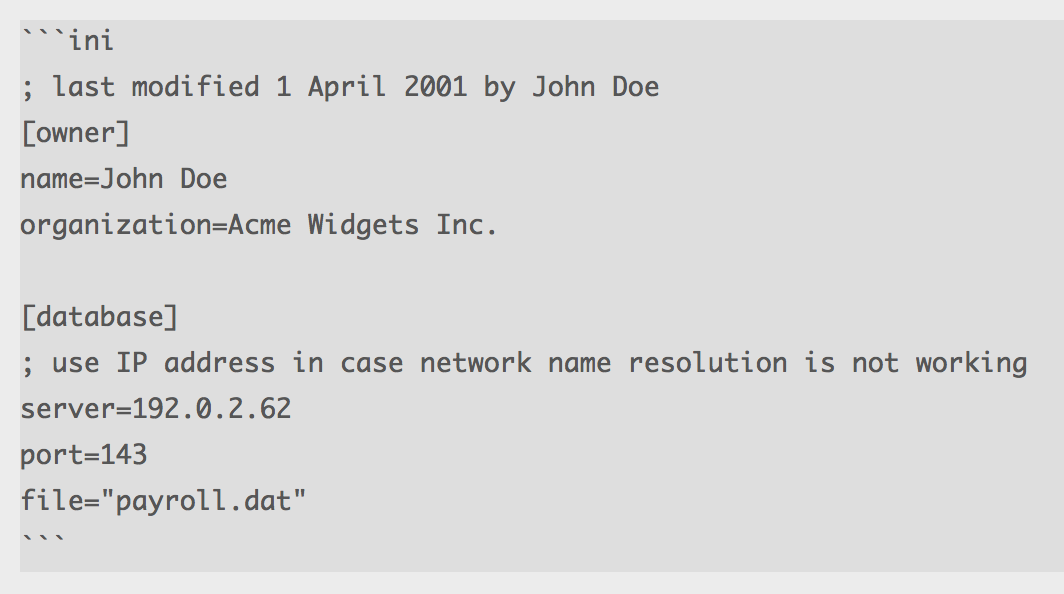 ```ini
; last modified 1 April 2001 by John Doe
[owner]
name=John Doe
organization=Acme Widgets Inc.

[database]
; use IP address in case network name resolution is not working
server=192.0.2.62
port=143
file="payroll.dat"
```